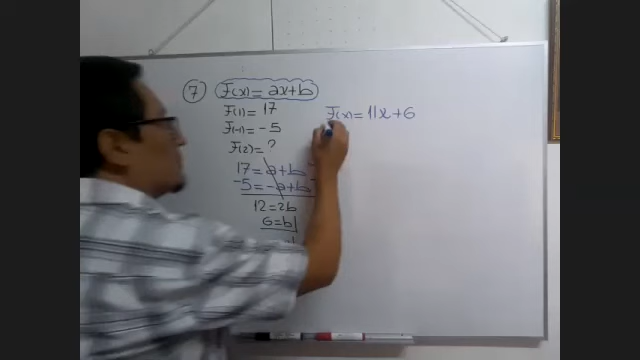 7 F(x) = ax+b
F(1) = 17
F(-1) = -5
F(2) = ?
17 = a+b
-5 = -a+b
12 = 2b
6 = b
F(x) = 11x + 6